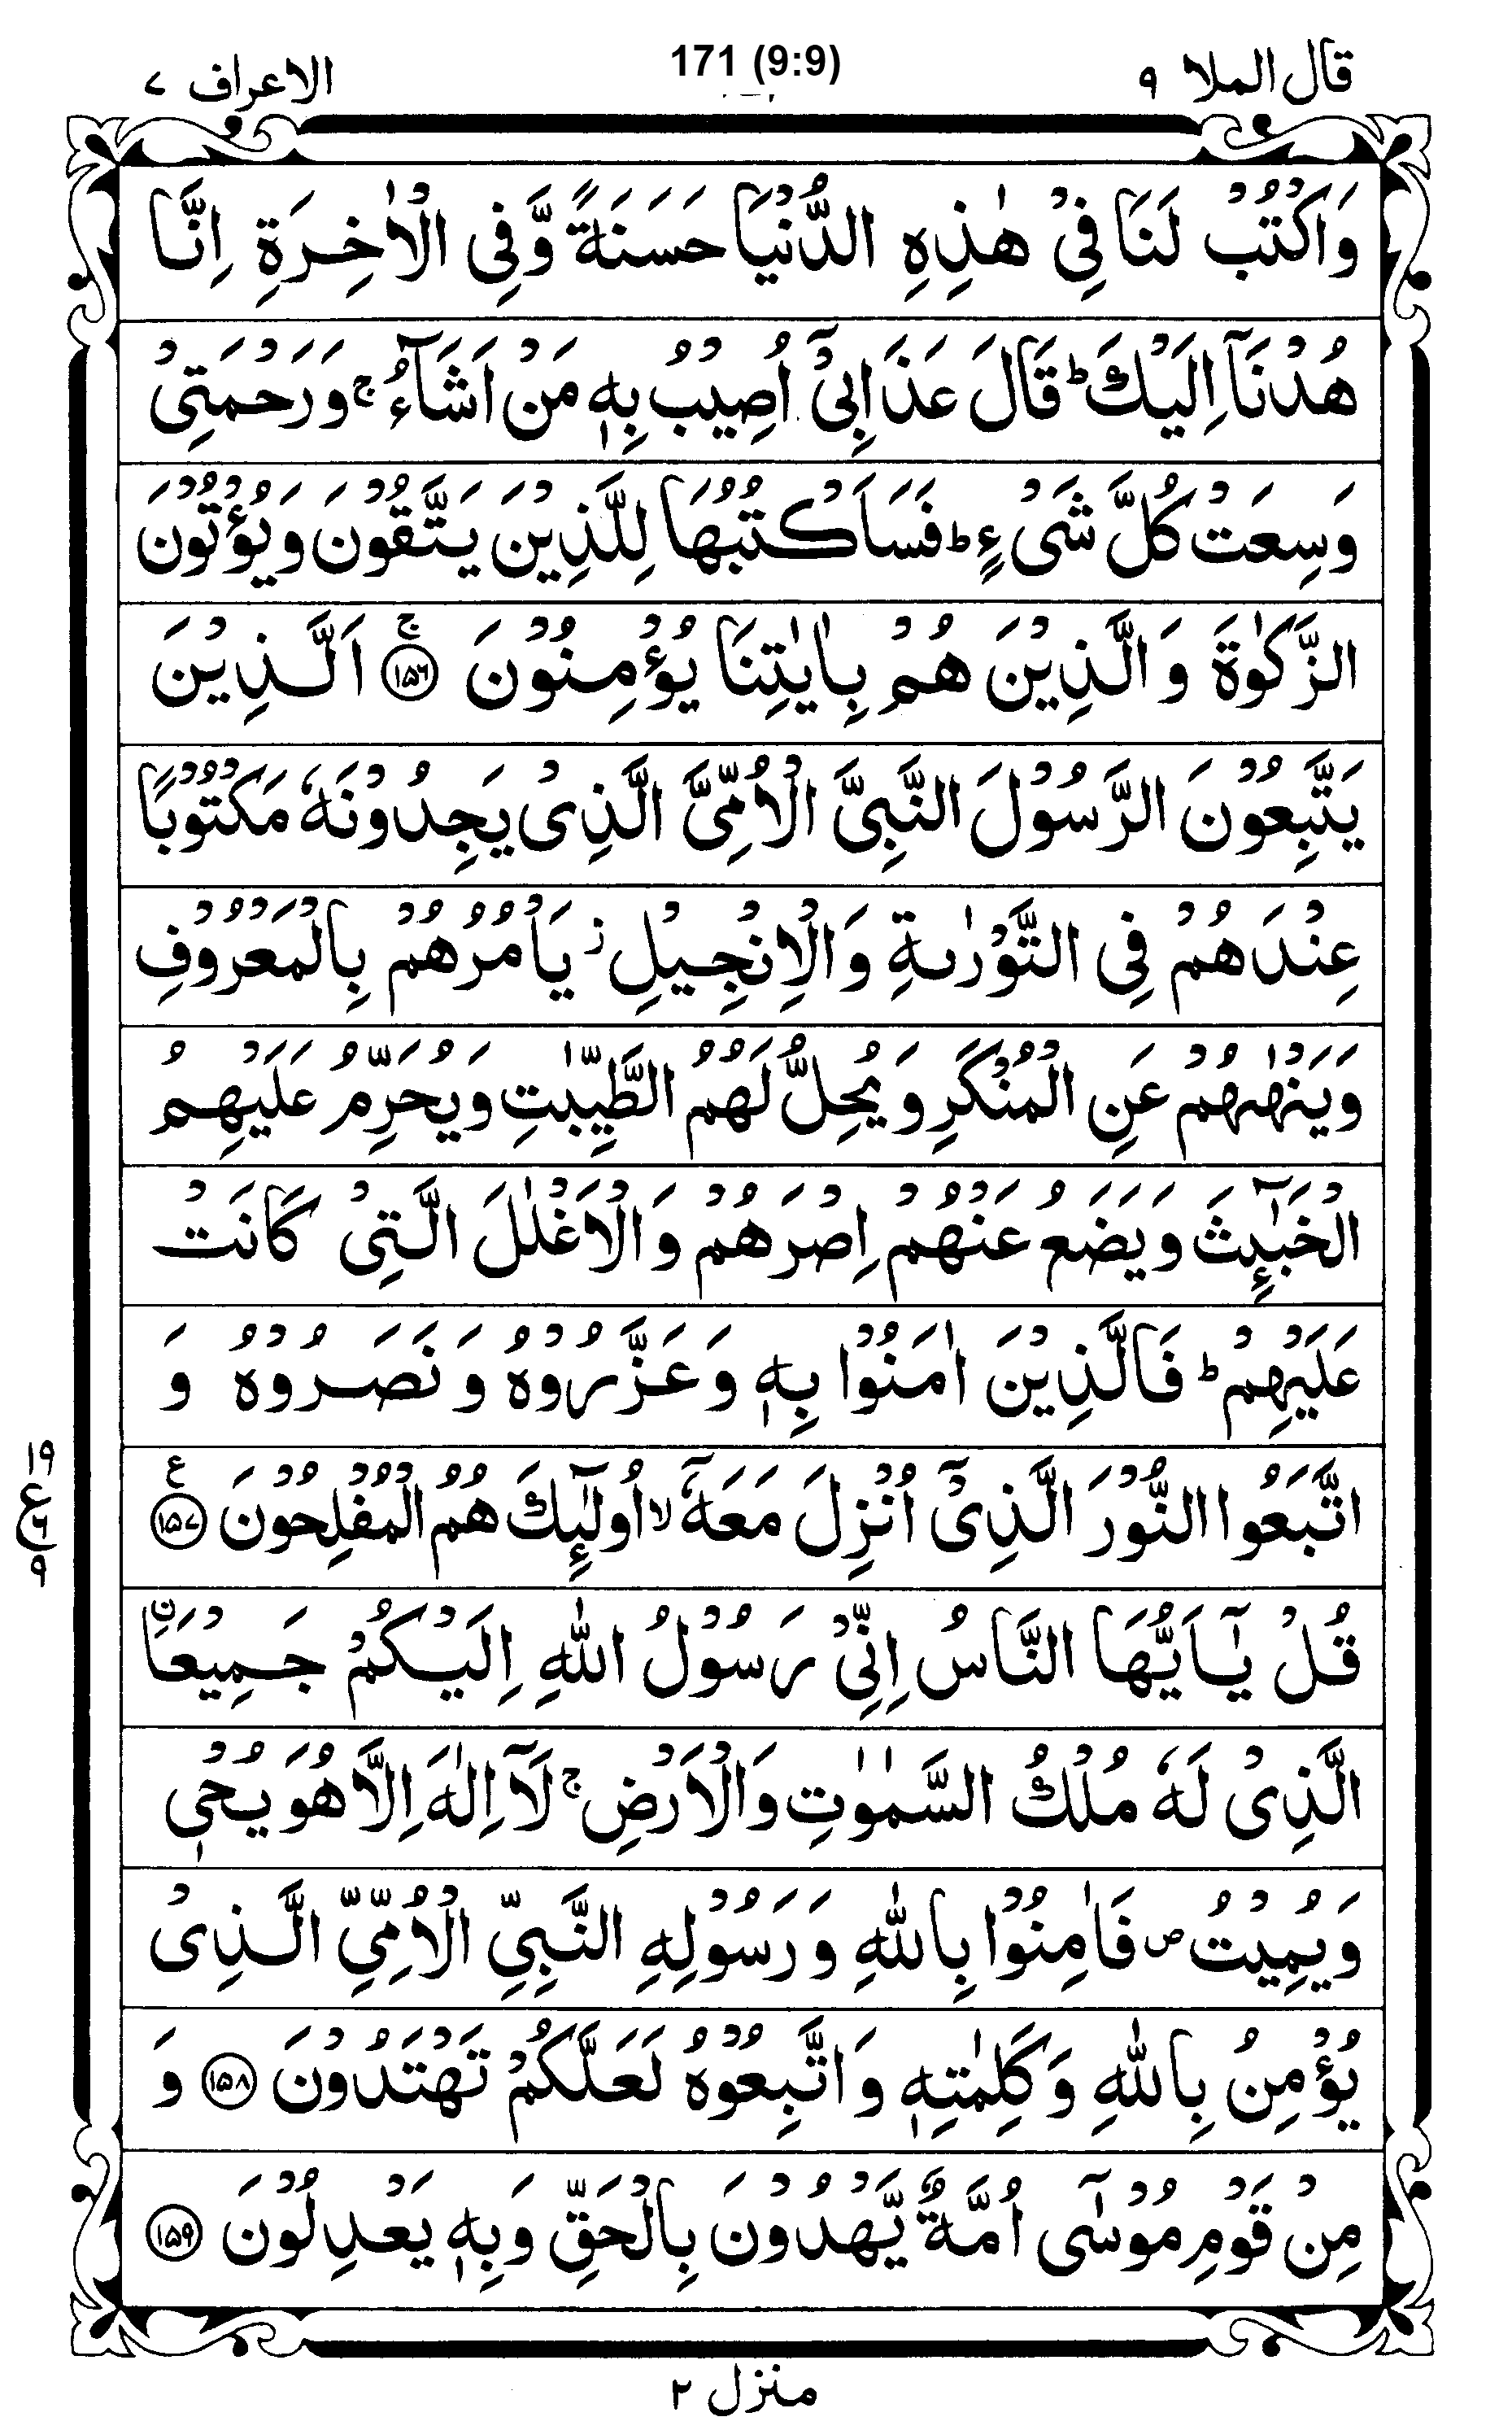 قال الملا ٩
171 (9:9)
الاعراف ٧
وَاكْتُبْ لَنَا فِيْ هٰذِهِ الدُّنْيَا حَسَنَةً وَّفِي الْاٰخِرَةِ اِنَّا
هُدْنَاۤ اِلَيْكَ ؕ قَالَ عَذَابِيْۤ اُصِيْبُ بِهٖ مَنْ اَشَآءُ ۚ وَرَحْمَتِيْ
وَسِعَتْ كُلَّ شَيْءٍ ؕ فَسَاَكْتُبُهَا لِلَّذِيْنَ يَتَّقُوْنَ وَيُؤْتُوْنَ
الزَّكٰوةَ وَالَّذِيْنَ هُمْ بِاٰيٰتِنَا يُؤْمِنُوْنَ ۚ ﴿١٥٦﴾ اَلَّذِيْنَ
يَتَّبِعُوْنَ الرَّسُوْلَ النَّبِيَّ الْاُمِّيَّ الَّذِيْ يَجِدُوْنَهٗ مَكْتُوْبًا
عِنْدَهُمْ فِي التَّوْرٰىةِ وَالْاِنْجِيْلِ ز يَاْمُرُهُمْ بِالْمَعْرُوْفِ
وَيَنْهٰىهُمْ عَنِ الْمُنْكَرِ وَيُحِلُّ لَهُمُ الطَّيِّبٰتِ وَيُحَرِّمُ عَلَيْهِمُ
الْخَبٰٓئِثَ وَيَضَعُ عَنْهُمْ اِصْرَهُمْ وَالْاَغْلٰلَ الَّتِيْ كَانَتْ
عَلَيْهِمْ ؕ فَالَّذِيْنَ اٰمَنُوْا بِهٖ وَعَزَّرُوْهُ وَنَصَرُوْهُ وَ
اتَّبَعُوا النُّوْرَ الَّذِيْۤ اُنْزِلَ مَعَهٗۤ ۙ اُولٰٓئِكَ هُمُ الْمُفْلِحُوْنَ ﴿١٥٧﴾ ع
١٩
ع
٦
٩
قُلْ يٰۤاَيُّهَا النَّاسُ اِنِّيْ رَسُوْلُ اللّٰهِ اِلَيْكُمْ جَمِيْعَاۨ
الَّذِيْ لَهٗ مُلْكُ السَّمٰوٰتِ وَالْاَرْضِ ۚ لَاۤ اِلٰهَ اِلَّا هُوَ يُحْيٖ
وَيُمِيْتُ ۪ فَاٰمِنُوْا بِاللّٰهِ وَرَسُوْلِهِ النَّبِيِّ الْاُمِّيِّ الَّذِيْ
يُؤْمِنُ بِاللّٰهِ وَكَلِمٰتِهٖ وَاتَّبِعُوْهُ لَعَلَّكُمْ تَهْتَدُوْنَ ﴿١٥٨﴾ وَ
مِنْ قَوْمِ مُوْسٰۤى اُمَّةٌ يَّهْدُوْنَ بِالْحَقِّ وَبِهٖ يَعْدِلُوْنَ ﴿١٥٩﴾
منزل ٢